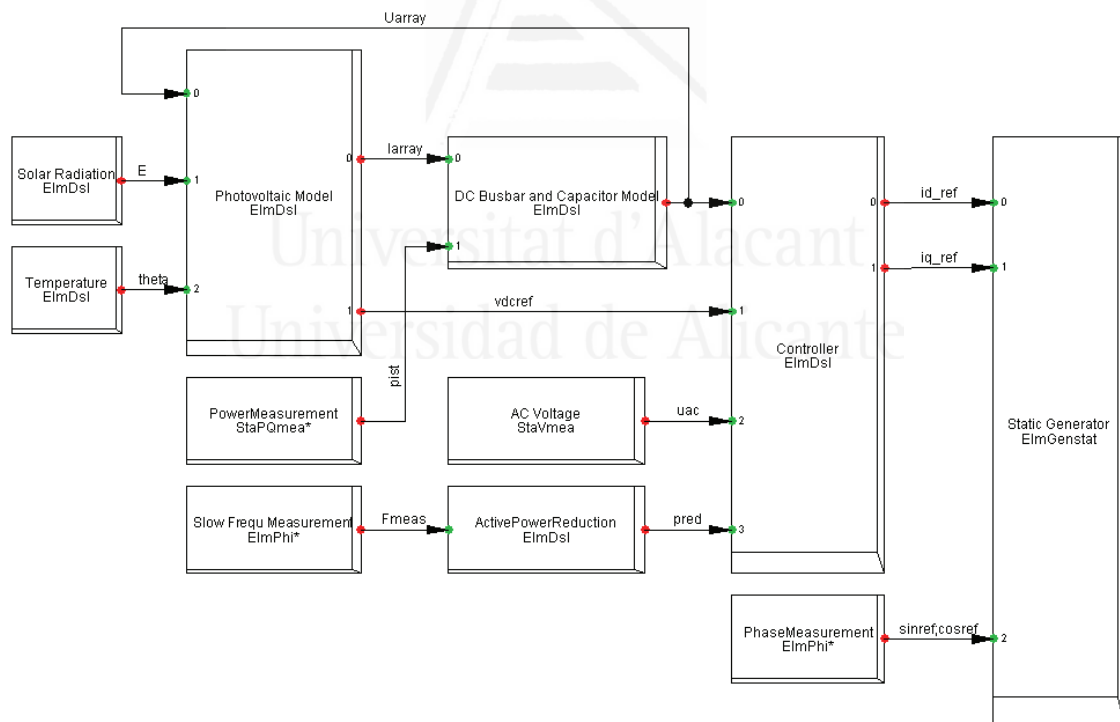 Uarray
0
Solar Radiation
ElmDsl
E
1
Photovoltaic Model
ElmDsl
0
Iarray
0
DC Busbar and Capacitor Model
ElmDsl
0
0
id_ref
0
1
Temperature
ElmDsl
theta
2
1
vdcref
1
1
iq_ref
1
Universitat d'Alacant
Universidad de Alicante
Controller
ElmDsl
pist
PowerMeasurement
StaPQmea*
AC Voltage
StaVmea
uac
2
Static Generator
ElmGenstat
Slow Frequ Measurement
ElmPhi*
Fmeas
ActivePowerReduction
ElmDsl
pred
3
PhaseMeasurement
ElmPhi*
sinref;cosref
2